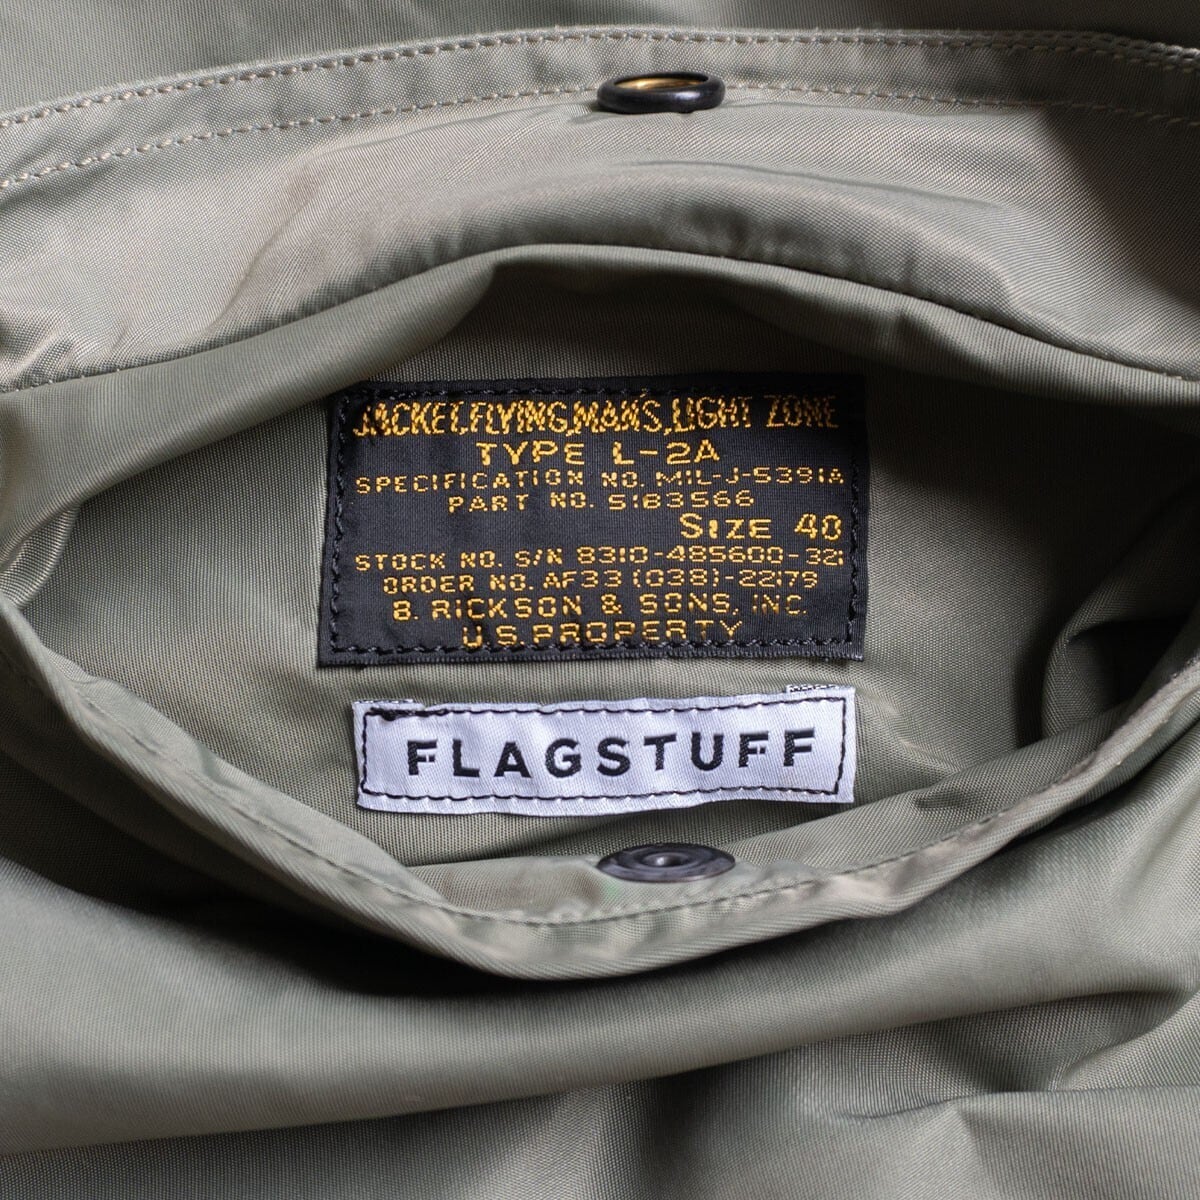 JACKET,FLYING,MAN'S,LIGHT ZONE
TYPE L-2A
SPECIFICATION NO. MIL-J-5391A
PART NO. 5183566
SIZE 40
STOCK NO. S/N 8310-485600-321
ORDER NO. AF33 (038)-22179
B. RICKSON & SONS, INC.
U.S. PROPERTY
FLAGSTUFF